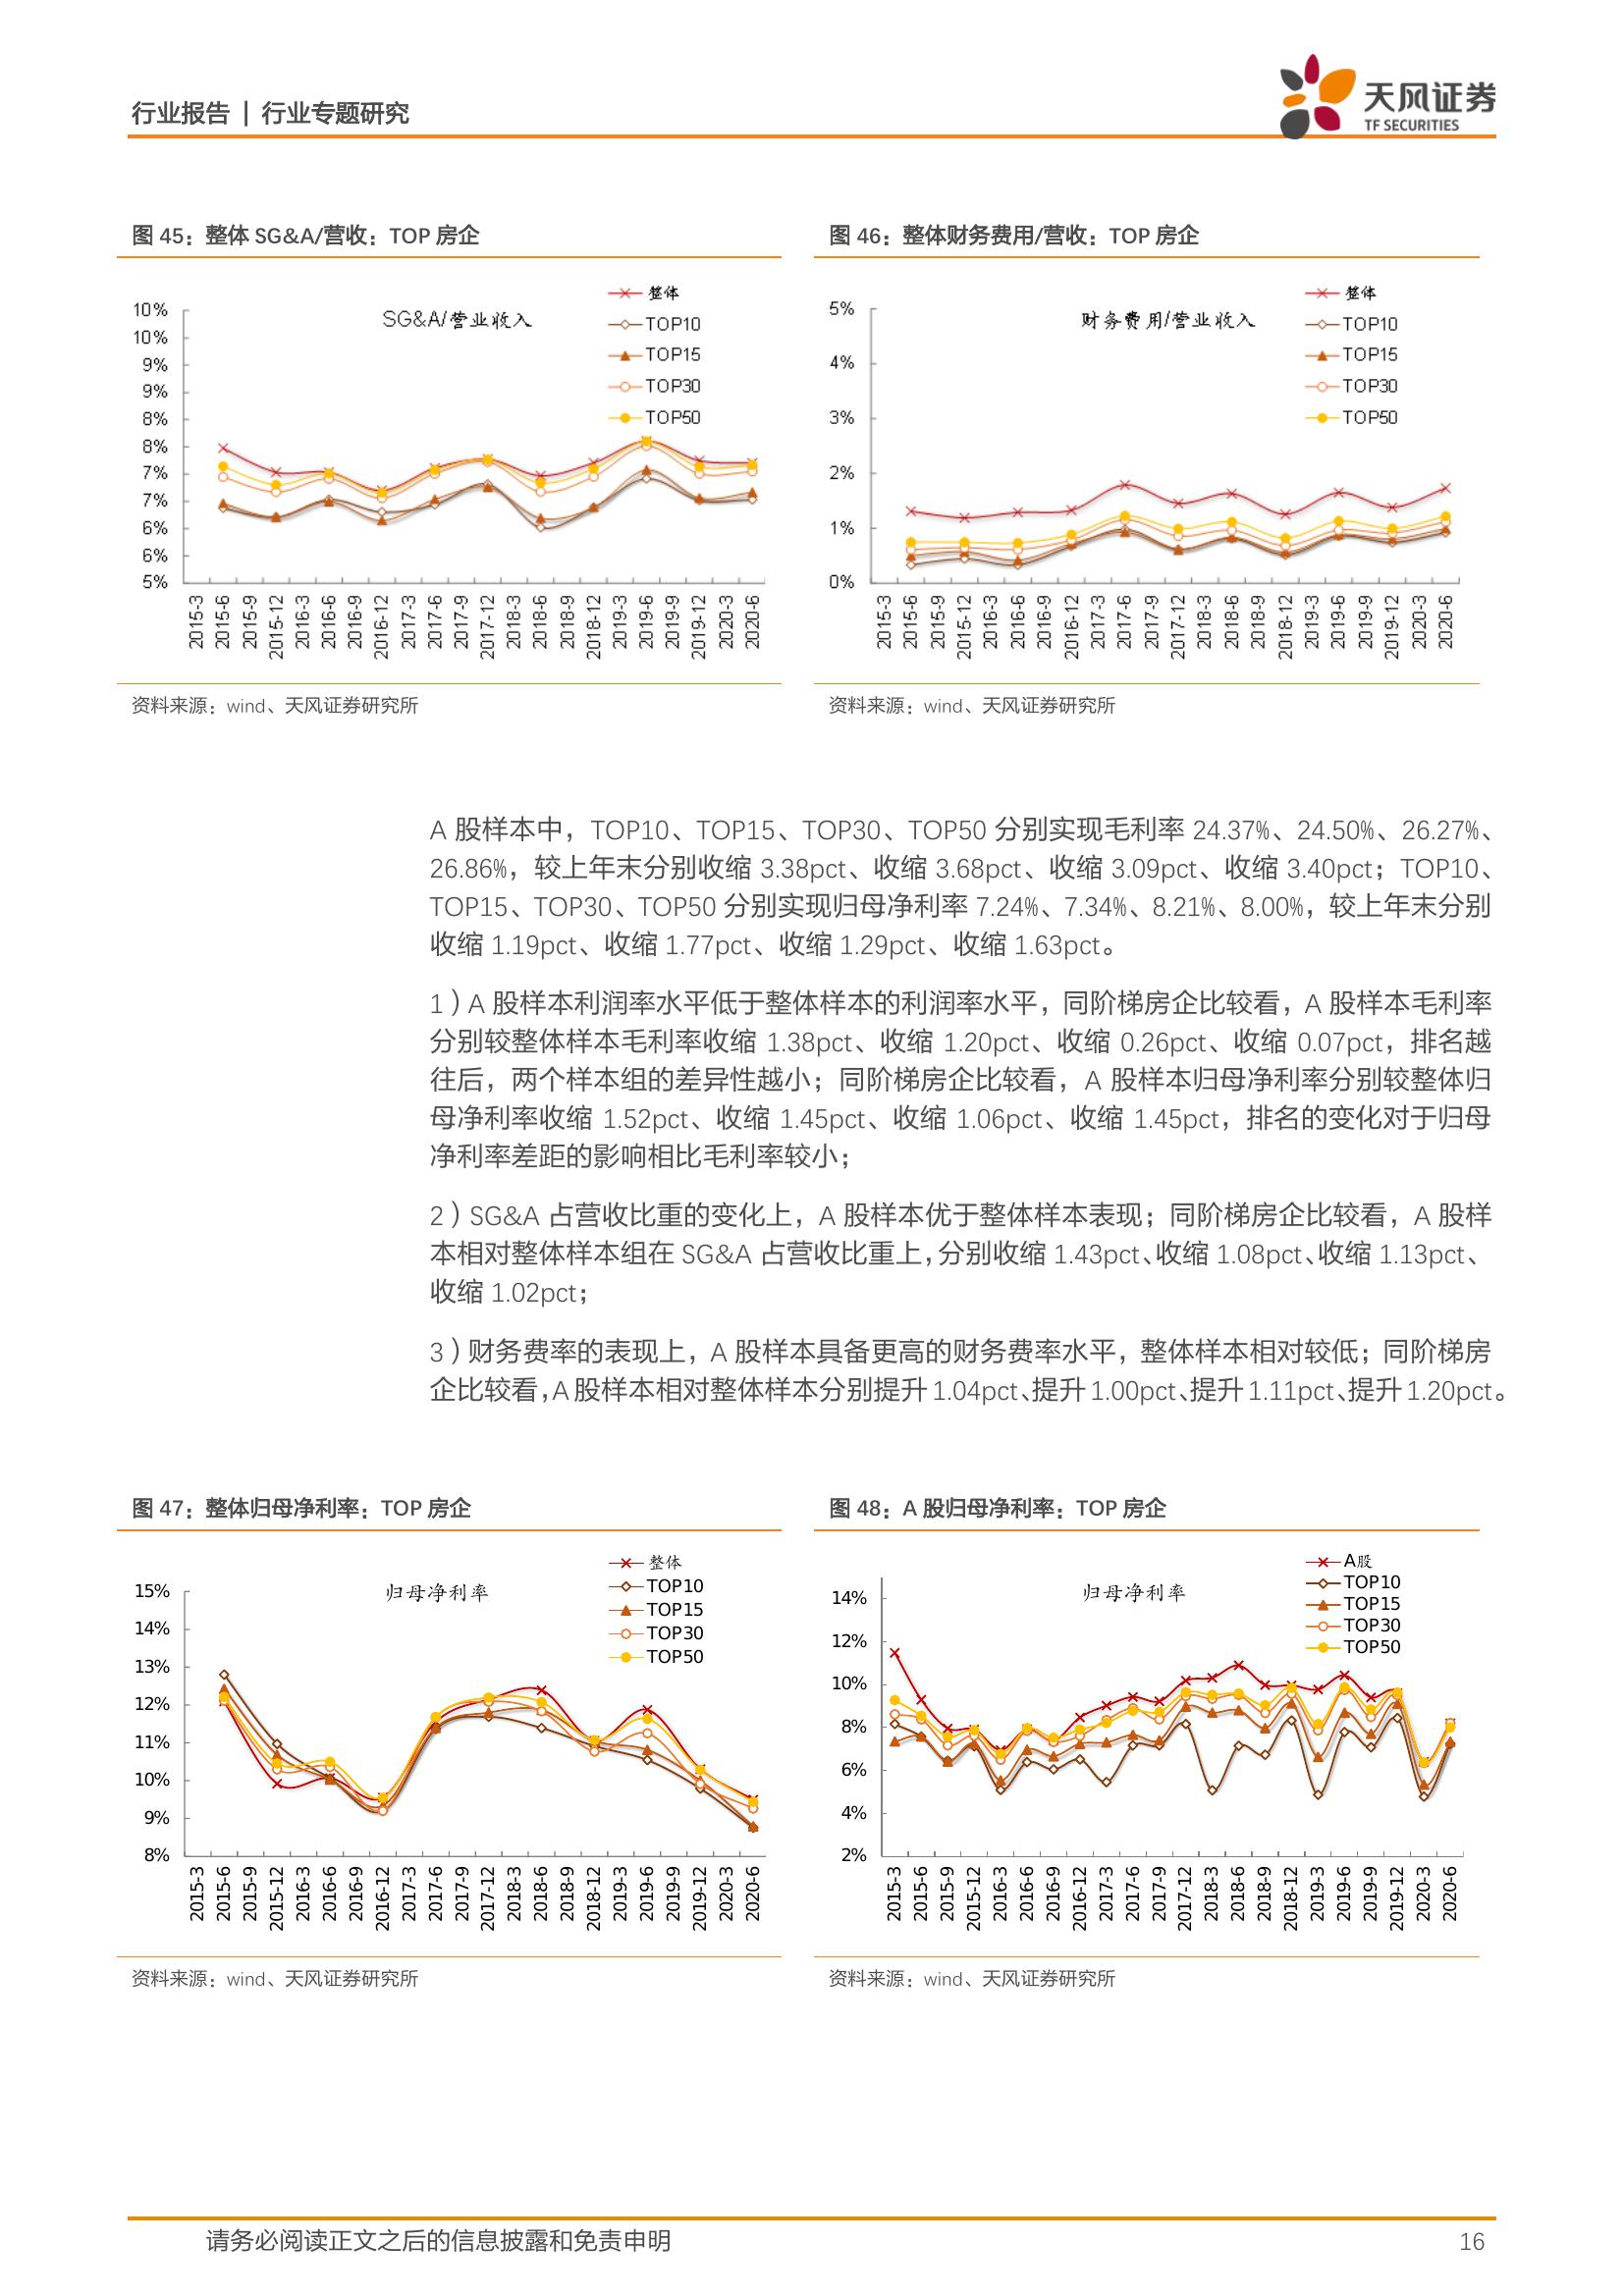 行业报告 | 行业专题研究
天风证券
TF SECURITIES
图 45：整体 SG&A/营收：TOP 房企
SG&A/营业收入
整体
TOP10
TOP15
TOP30
TOP50
10%
10%
9%
9%
8%
8%
7%
7%
6%
6%
5%
2015-3
2015-6
2015-9
2015-12
2016-3
2016-6
2016-9
2016-12
2017-3
2017-6
2017-9
2017-12
2018-3
2018-6
2018-9
2018-12
2019-3
2019-6
2019-9
2019-12
2020-3
2020-6
资料来源：wind、天风证券研究所
图 46：整体财务费用/营收：TOP 房企
财务费用/营业收入
整体
TOP10
TOP15
TOP30
TOP50
5%
4%
3%
2%
1%
0%
2015-3
2015-6
2015-9
2015-12
2016-3
2016-6
2016-9
2016-12
2017-3
2017-6
2017-9
2017-12
2018-3
2018-6
2018-9
2018-12
2019-3
2019-6
2019-9
2019-12
2020-3
2020-6
资料来源：wind、天风证券研究所
A 股样本中，TOP10、TOP15、TOP30、TOP50 分别实现毛利率 24.37%、24.50%、26.27%、
26.86%，较上年末分别收缩 3.38pct、收缩 3.68pct、收缩 3.09pct、收缩 3.40pct；TOP10、
TOP15、TOP30、TOP50 分别实现归母净利率 7.24%、7.34%、8.21%、8.00%，较上年末分别
收缩 1.19pct、收缩 1.77pct、收缩 1.29pct、收缩 1.63pct。
1）A 股样本利润率水平低于整体样本的利润率水平，同阶梯房企比较看，A 股样本毛利率
分别较整体样本毛利率收缩 1.38pct、收缩 1.20pct、收缩 0.26pct、收缩 0.07pct，排名越
往后，两个样本组的差异性越小；同阶梯房企比较看，A 股样本归母净利率分别较整体归
母净利率收缩 1.52pct、收缩 1.45pct、收缩 1.06pct、收缩 1.45pct，排名的变化对于归母
净利率差距的影响相比毛利率较小；
2）SG&A 占营收比重的变化上，A 股样本优于整体样本表现；同阶梯房企比较看，A 股样
本相对整体样本组在 SG&A 占营收比重上，分别收缩 1.43pct、收缩 1.08pct、收缩 1.13pct、
收缩 1.02pct；
3）财务费率的表现上，A 股样本具备更高的财务费率水平，整体样本相对较低；同阶梯房
企比较看，A 股样本相对整体样本分别提升 1.04pct、提升 1.00pct、提升 1.11pct、提升 1.20pct。
图 47：整体归母净利率：TOP 房企
归母净利率
整体
TOP10
TOP15
TOP30
TOP50
15%
14%
13%
12%
11%
10%
9%
8%
2015-3
2015-6
2015-9
2015-12
2016-3
2016-6
2016-9
2016-12
2017-3
2017-6
2017-9
2017-12
2018-3
2018-6
2018-9
2018-12
2019-3
2019-6
2019-9
2019-12
2020-3
2020-6
资料来源：wind、天风证券研究所
图 48：A 股归母净利率：TOP 房企
归母净利率
A股
TOP10
TOP15
TOP30
TOP50
14%
12%
10%
8%
6%
4%
2%
2015-3
2015-6
2015-9
2015-12
2016-3
2016-6
2016-9
2016-12
2017-3
2017-6
2017-9
2017-12
2018-3
2018-6
2018-9
2018-12
2019-3
2019-6
2019-9
2019-12
2020-3
2020-6
资料来源：wind、天风证券研究所
请务必阅读正文之后的信息披露和免责申明
16